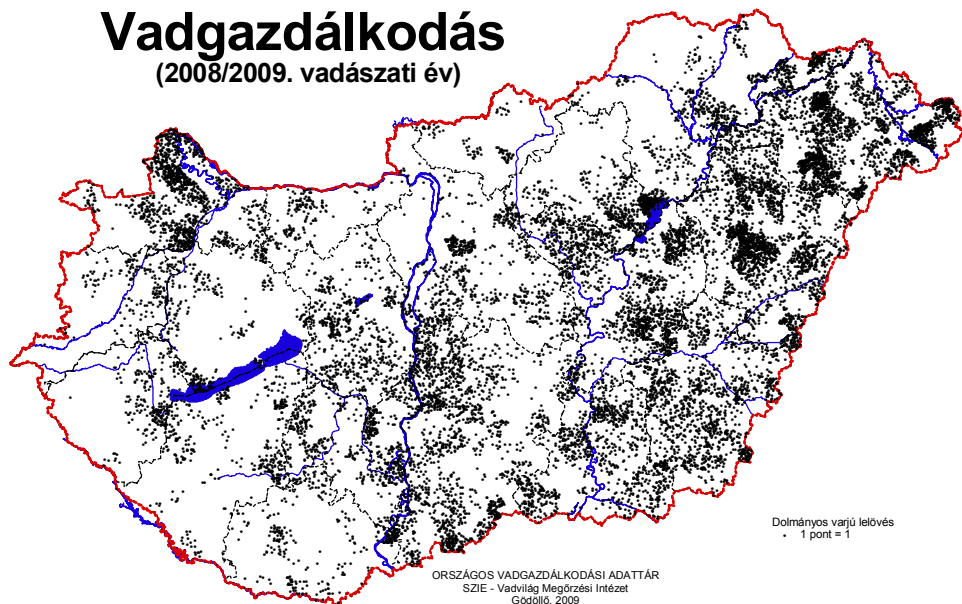 Vadgazdálkodás
(2008/2009. vadászati év)
Dolmányos varjú lelövés
1 pont = 1
ORSZÁGOS VADGAZDÁLKODÁSI ADATTÁR
SZIE - Vadvilág Megőrzési Intézet
Gödöllő, 2009